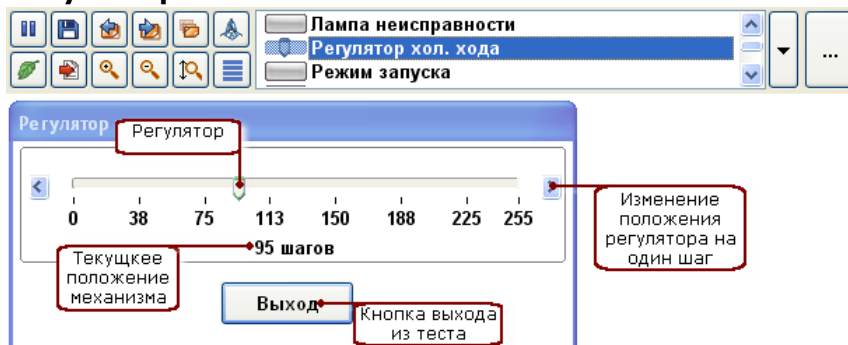 Лампа неисправности
Регулятор хол. хода
Режим запуска
...
Регулятор
Регулятор
0 38 75 113 150 188 225 255
95 шагов
Текущкее
положение
механизма
Изменение
положения
регулятора на
один шаг
Выход
Кнопка выхода
из теста